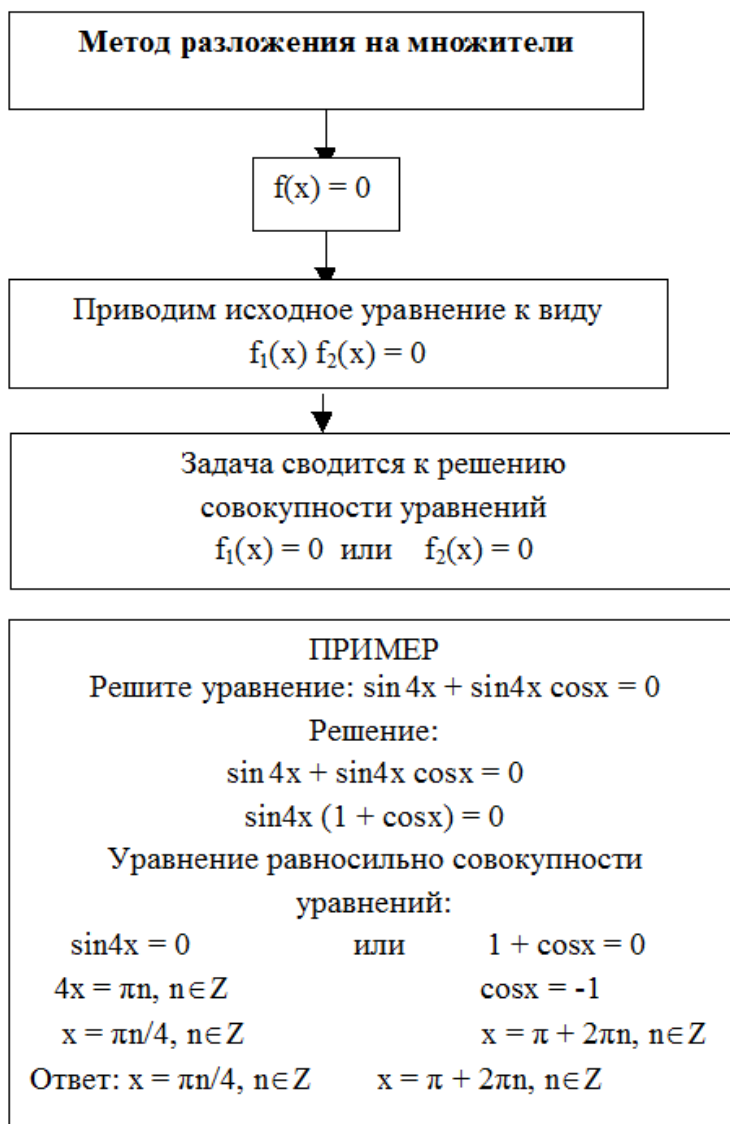 Метод разложения на множители
f(x) = 0
Приводим исходное уравнение к виду
f₁(x) f₂(x) = 0
Задача сводится к решению
совокупности уравнений
f₁(x) = 0 или f₂(x) = 0
ПРИМЕР
Решите уравнение: sin 4x + sin4x cosx = 0
Решение:
sin 4x + sin4x cosx = 0
sin4x (1 + cosx) = 0
Уравнение равносильно совокупности
уравнений:
sin4x = 0 или 1 + cosx = 0
4x = πn, n∈Z cosx = -1
x = πn/4, n∈Z x = π + 2πn, n∈Z
Ответ: x = πn/4, n∈Z x = π + 2πn, n∈Z